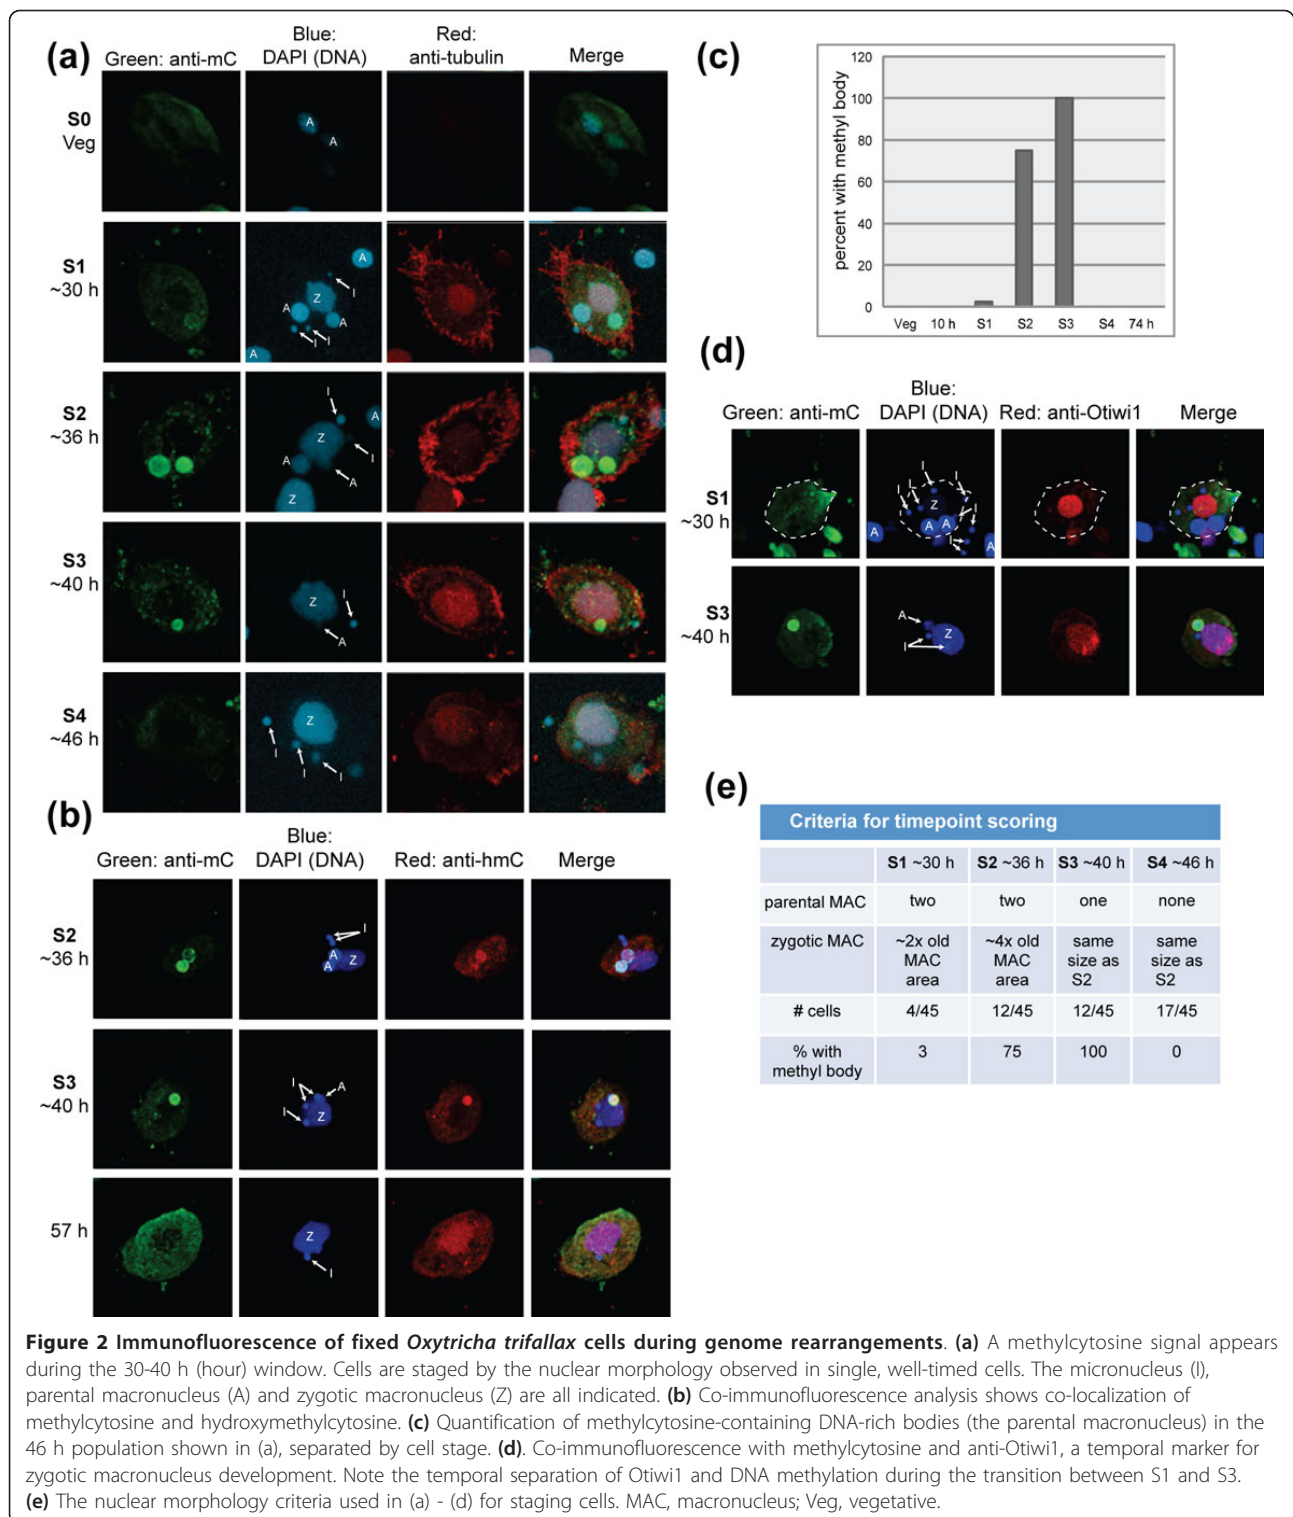 (a)
Green: anti-mC
Blue:
DAPI (DNA)
Red:
anti-tubulin
Merge
S0
Veg
A
A
S1
~30 h
A
I
Z
A
A
I
I
A
S2
~36 h
I
A
Z
I
A
A
Z
S3
~40 h
Z
I
A
S4
~46 h
Z
I
I
I
(b)
Green: anti-mC
Blue:
DAPI (DNA)
Red: anti-hmC
Merge
S2
~36 h
I
A
Z
A
S3
~40 h
I
A
I
Z
57 h
Z
I
(c)
percent with methyl body
120
100
80
60
40
20
0
Veg 10 h S1 S2 S3 S4 74 h
(d)
Green: anti-mC
Blue:
DAPI (DNA)
Red: anti-Otiwi1
Merge
S1
~30 h
I
I
I
I
Z
I
I
A
A
A
I
A
S3
~40 h
A
Z
I
(e)
Criteria for timepoint scoring
S1 ~30 h S2 ~36 h S3 ~40 h S4 ~46 h
parental MAC two two one none
zygotic MAC ~2x old MAC area ~4x old MAC area same size as S2 same size as S2
# cells 4/45 12/45 12/45 17/45
% with methyl body 3 75 100 0
Figure 2 Immunofluorescence of fixed Oxytricha trifallax cells during genome rearrangements. (a) A methylcytosine signal appears
during the 30-40 h (hour) window. Cells are staged by the nuclear morphology observed in single, well-timed cells. The micronucleus (I),
parental macronucleus (A) and zygotic macronucleus (Z) are all indicated. (b) Co-immunofluorescence analysis shows co-localization of
methylcytosine and hydroxymethylcytosine. (c) Quantification of methylcytosine-containing DNA-rich bodies (the parental macronucleus) in the
46 h population shown in (a), separated by cell stage. (d). Co-immunofluorescence with methylcytosine and anti-Otiwi1, a temporal marker for
zygotic macronucleus development. Note the temporal separation of Otiwi1 and DNA methylation during the transition between S1 and S3.
(e) The nuclear morphology criteria used in (a) - (d) for staging cells. MAC, macronucleus; Veg, vegetative.